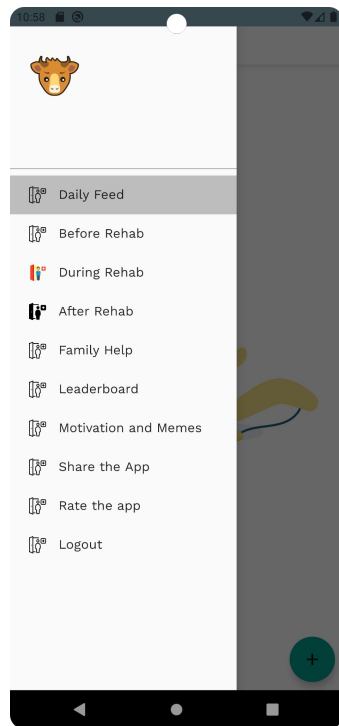 10:58
Daily Feed
Before Rehab
During Rehab
After Rehab
Family Help
Leaderboard
Motivation and Memes
Share the App
Rate the app
Logout